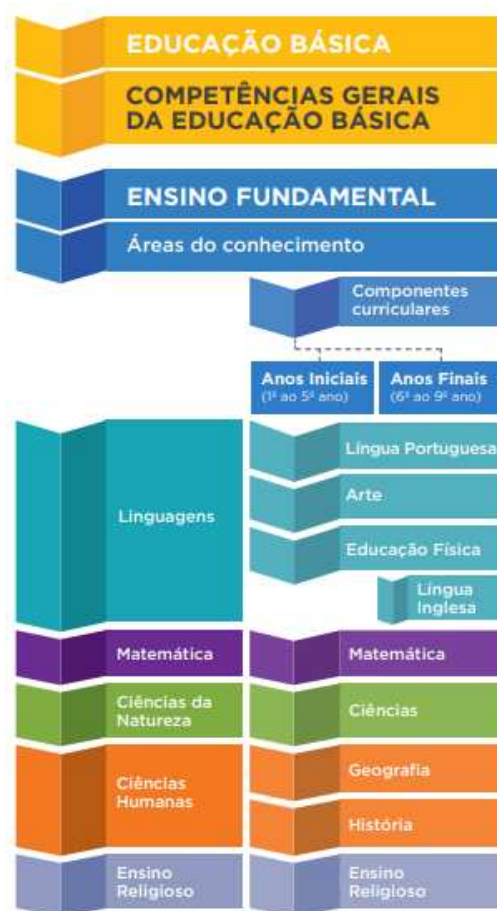 EDUCAÇÃO BÁSICA
COMPETÊNCIAS GERAIS
DA EDUCAÇÃO BÁSICA
ENSINO FUNDAMENTAL
Áreas do conhecimento
Componentes
curriculares
Anos Iniciais
(1º ao 5º ano)
Anos Finais
(6º ao 9º ano)
Linguagens
Língua Portuguesa
Arte
Educação Física
Língua
Inglesa
Matemática
Matemática
Ciências da
Natureza
Ciências
Ciências
Humanas
Geografia
História
Ensino
Religioso
Ensino
Religioso